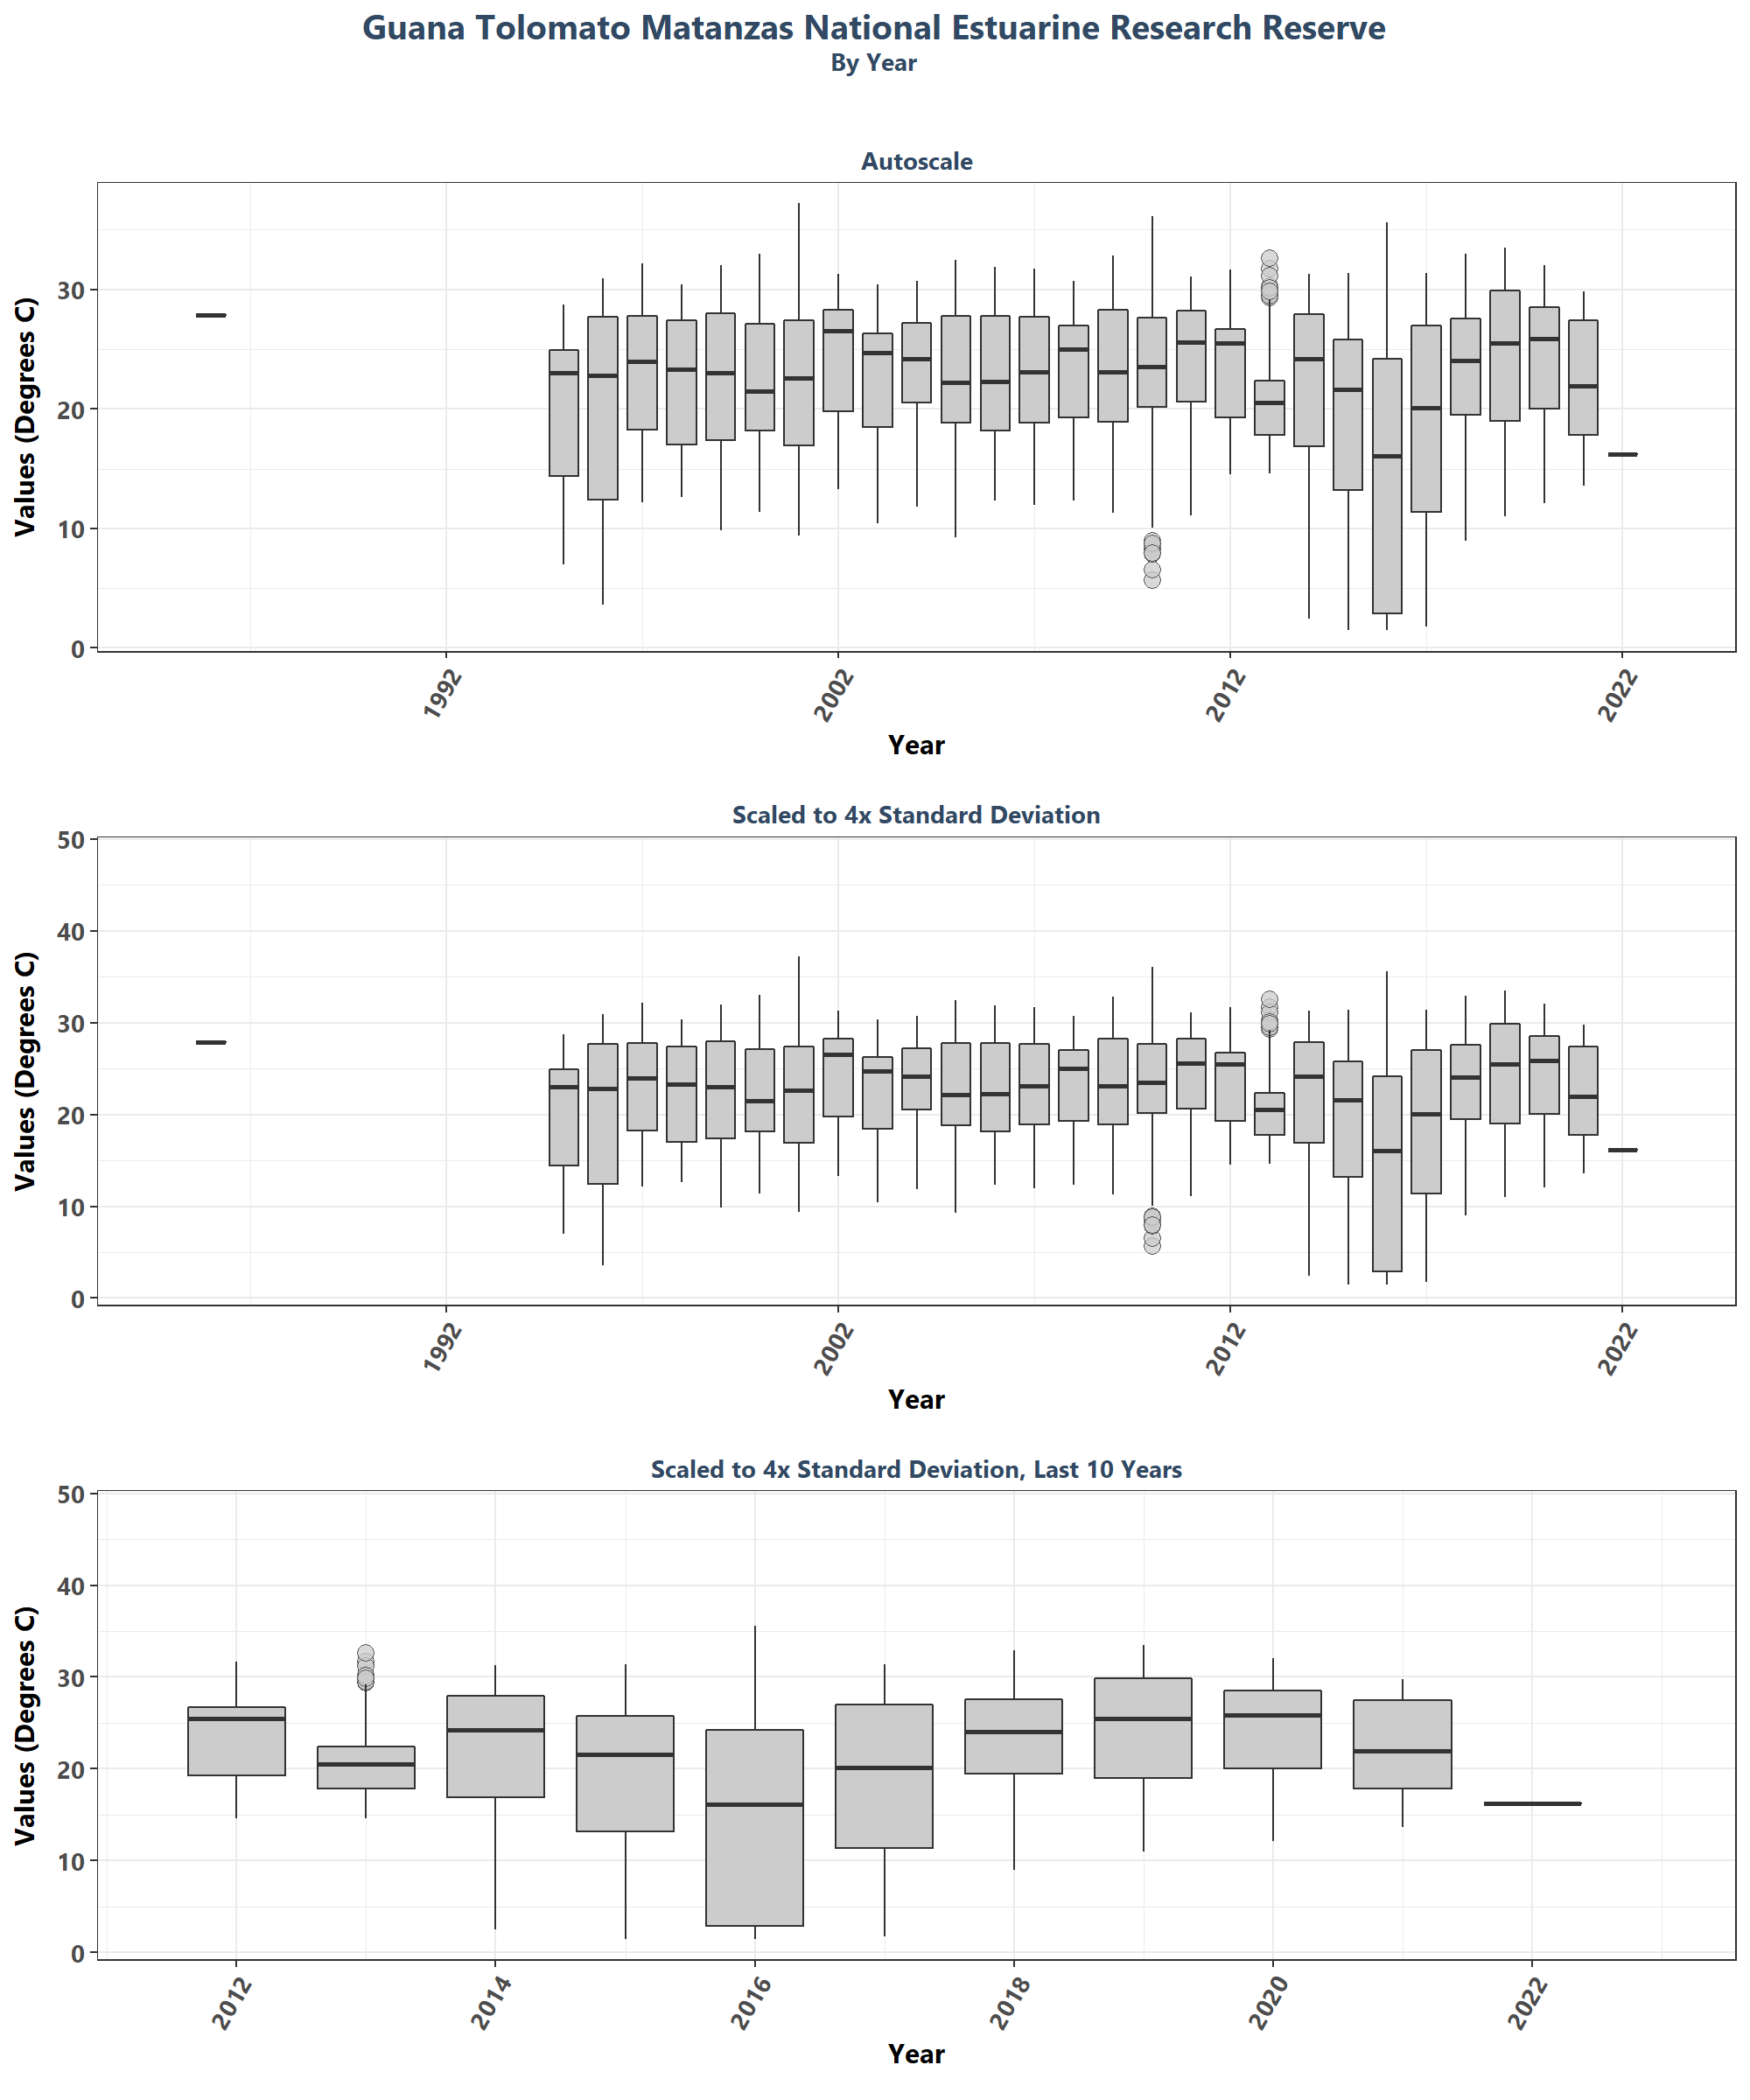 Guana Tolomato Matanzas National Estuarine Research Reserve
By Year
Autoscale
Values (Degrees C)
30
20
10
0
1992
2002
2012
2022
Year
Scaled to 4x Standard Deviation
Values (Degrees C)
50
40
30
20
10
0
1992
2002
2012
2022
Year
Scaled to 4x Standard Deviation, Last 10 Years
Values (Degrees C)
50
40
30
20
10
0
2012
2014
2016
2018
2020
2022
Year